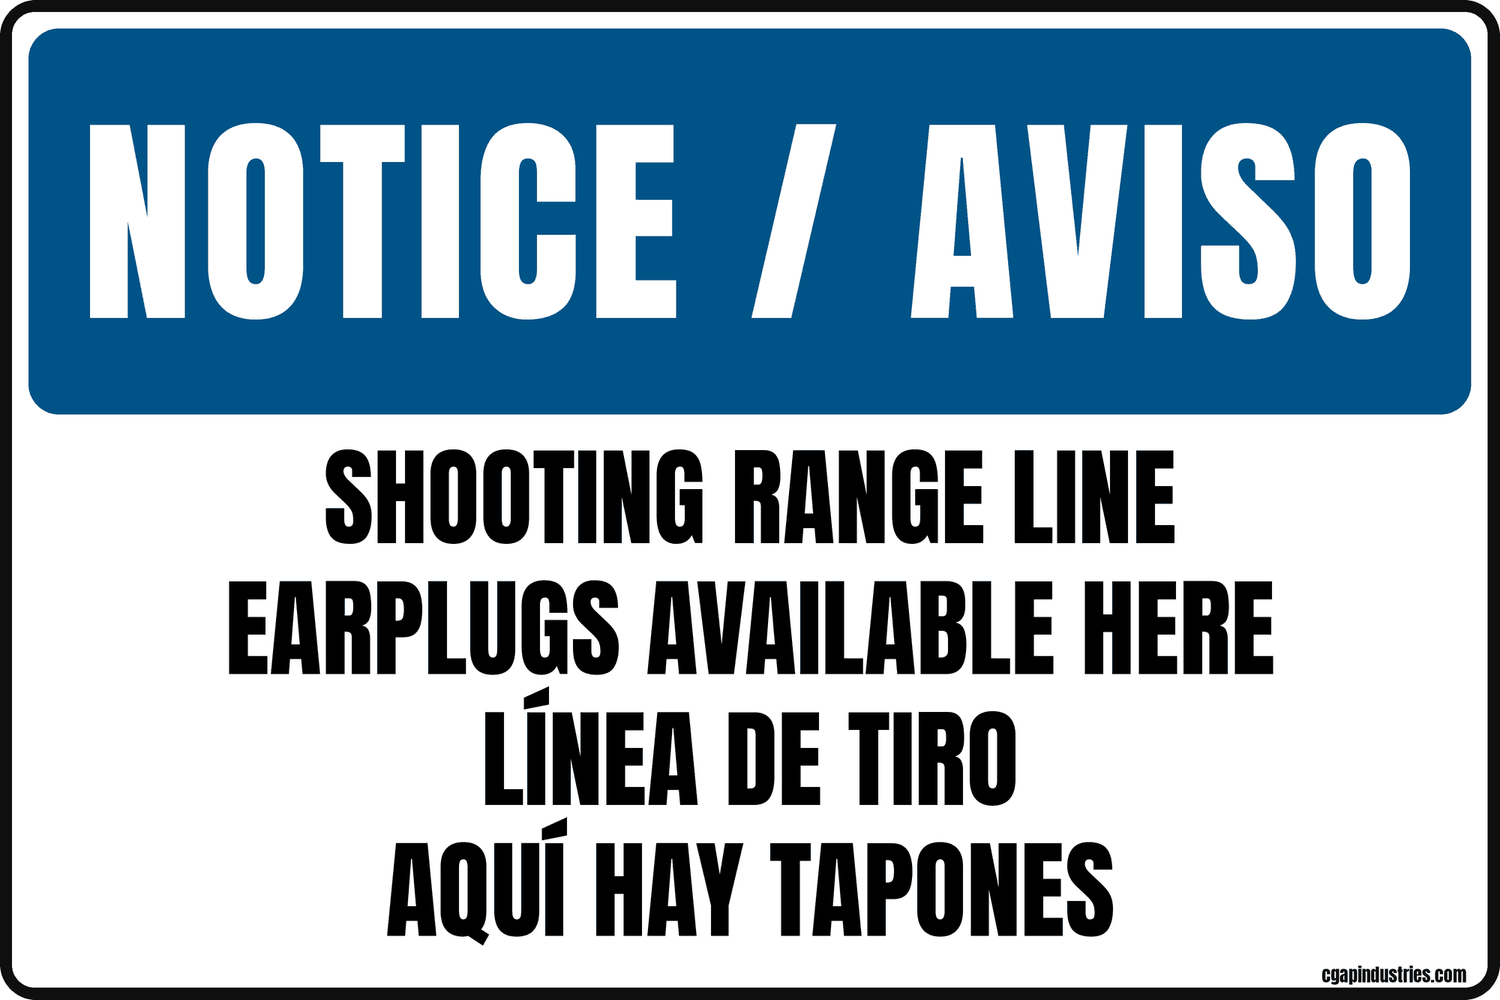 NOTICE / AVISO
SHOOTING RANGE LINE
EARPLUGS AVAILABLE HERE
LÍNEA DE TIRO
AQUÍ HAY TAPONES
cgapindustries.com